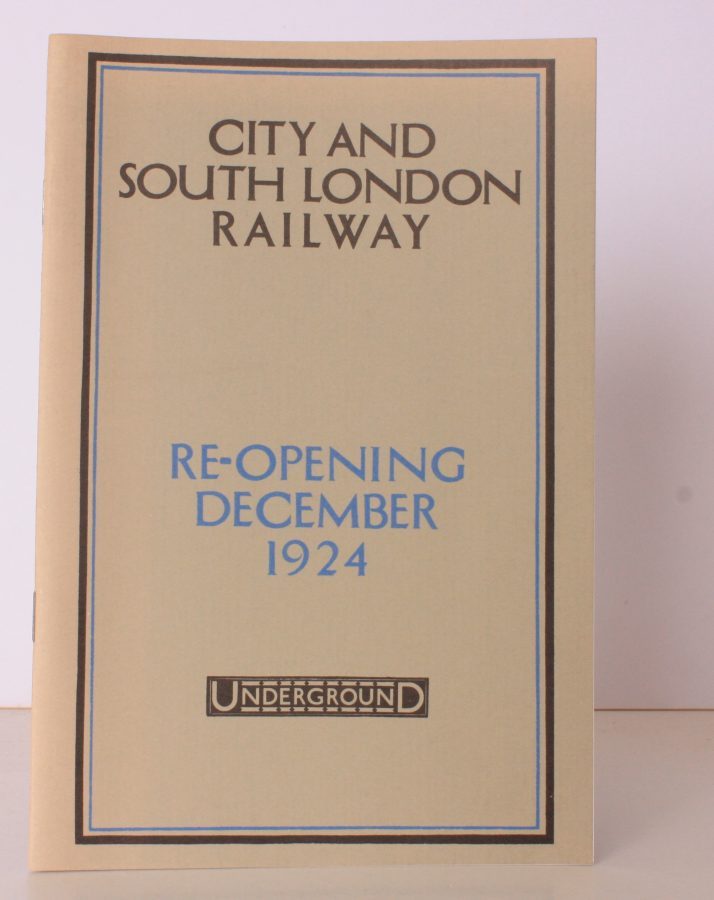 CITY AND
SOUTH LONDON
RAILWAY
RE-OPENING
DECEMBER
1924
UNDERGROUND